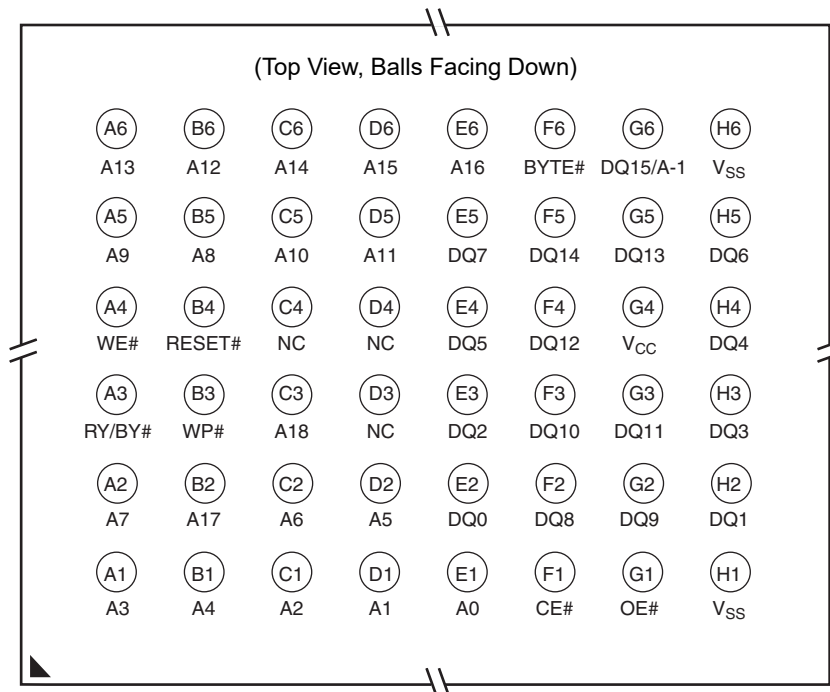 (Top View, Balls Facing Down)
A6 B6 C6 D6 E6 F6 G6 H6
A13 A12 A14 A15 A16 BYTE# DQ15/A-1 VSS
A5 B5 C5 D5 E5 F5 G5 H5
A9 A8 A10 A11 DQ7 DQ14 DQ13 DQ6
A4 B4 C4 D4 E4 F4 G4 H4
WE# RESET# NC NC DQ5 DQ12 VCC DQ4
A3 B3 C3 D3 E3 F3 G3 H3
RY/BY# WP# A18 NC DQ2 DQ10 DQ11 DQ3
A2 B2 C2 D2 E2 F2 G2 H2
A7 A17 A6 A5 DQ0 DQ8 DQ9 DQ1
A1 B1 C1 D1 E1 F1 G1 H1
A3 A4 A2 A1 A0 CE# OE# VSS